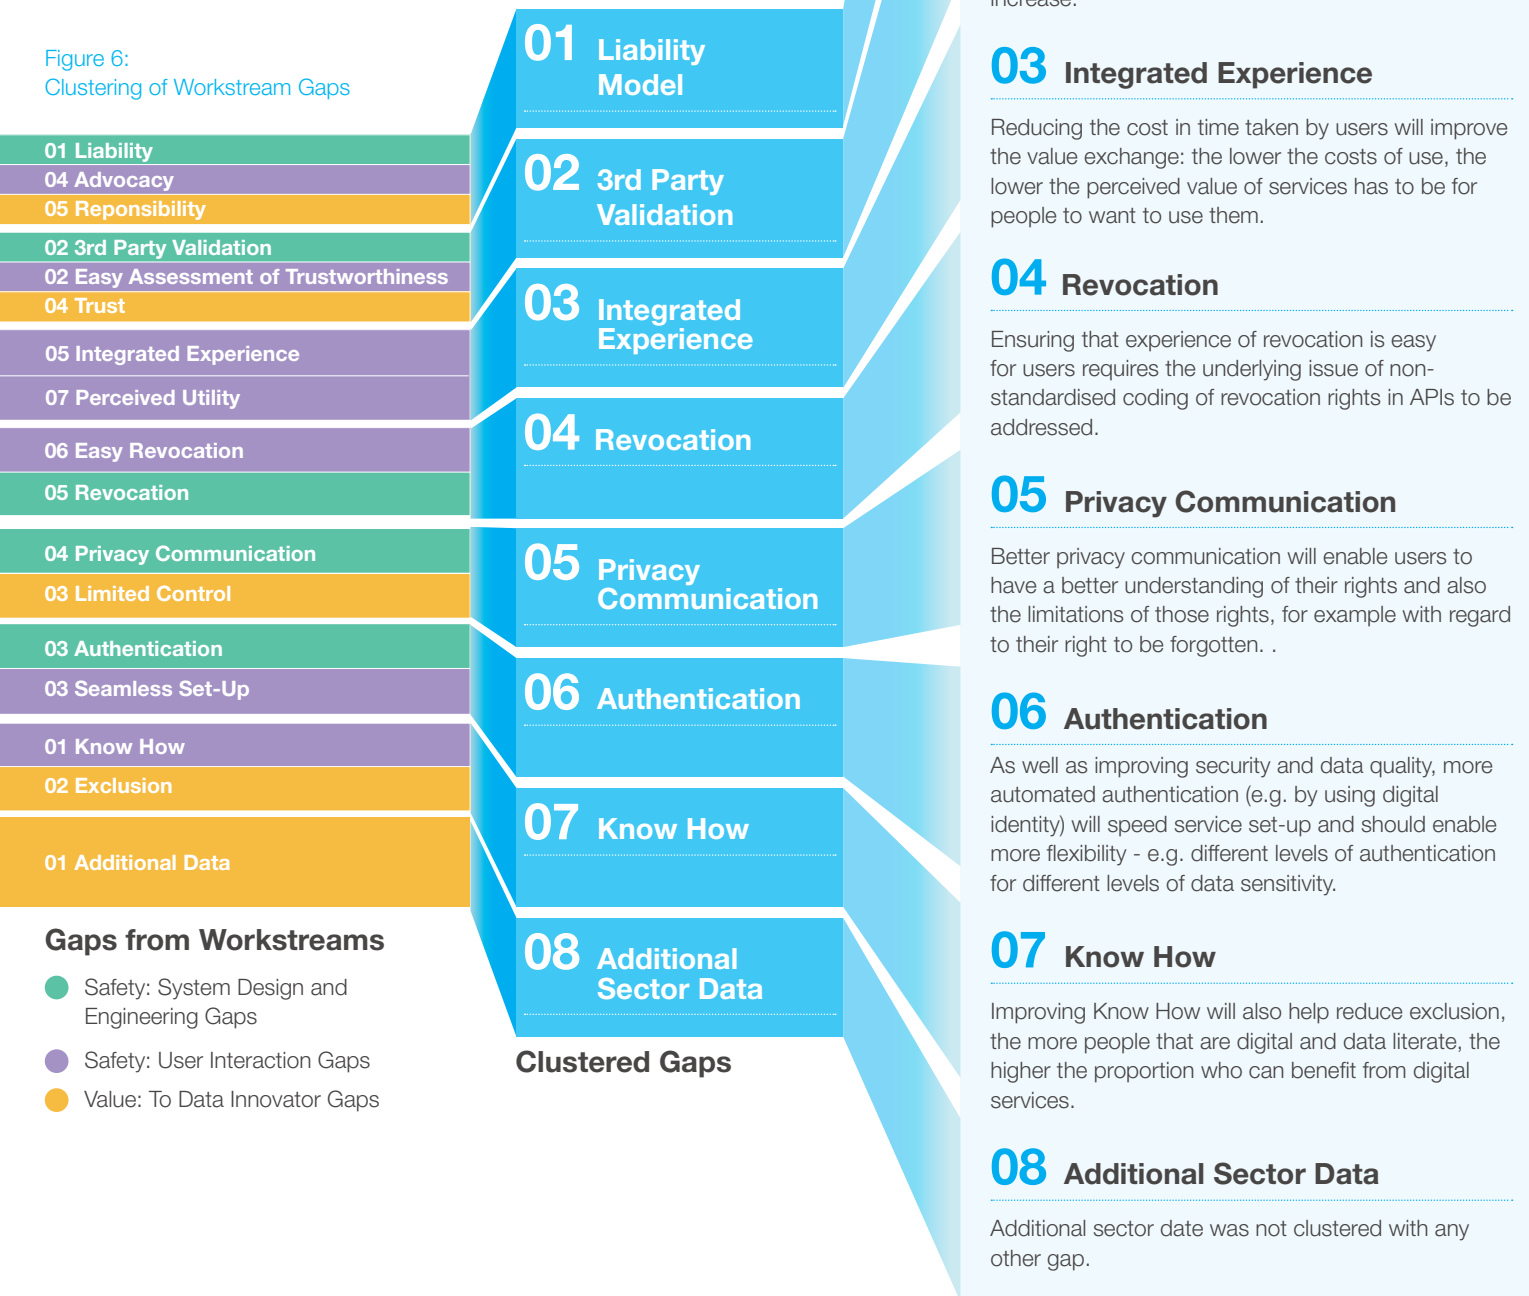 Figure 6:
Clustering of Workstream Gaps
01 Liability
04 Advocacy
05 Reponsibility
02 3rd Party Validation
02 Easy Assessment of Trustworthiness
04 Trust
05 Integrated Experience
07 Perceived Utility
06 Easy Revocation
05 Revocation
04 Privacy Communication
03 Limited Control
03 Authentication
03 Seamless Set-Up
01 Know How
02 Exclusion
01 Additional Data
Gaps from Workstreams
Safety: System Design and
Engineering Gaps
Safety: User Interaction Gaps
Value: To Data Innovator Gaps
01 Liability
Model
02 3rd Party
Validation
03 Integrated
Experience
04 Revocation
05 Privacy
Communication
06 Authentication
07 Know How
08 Additional
Sector Data
Clustered Gaps
increase.
03 Integrated Experience
Reducing the cost in time taken by users will improve
the value exchange: the lower the costs of use, the
lower the perceived value of services has to be for
people to want to use them.
04 Revocation
Ensuring that experience of revocation is easy
for users requires the underlying issue of non-
standardised coding of revocation rights in APIs to be
addressed.
05 Privacy Communication
Better privacy communication will enable users to
have a better understanding of their rights and also
the limitations of those rights, for example with regard
to their right to be forgotten. .
06 Authentication
As well as improving security and data quality, more
automated authentication (e.g. by using digital
identity) will speed service set-up and should enable
more flexibility - e.g. different levels of authentication
for different levels of data sensitivity.
07 Know How
Improving Know How will also help reduce exclusion,
the more people that are digital and data literate, the
higher the proportion who can benefit from digital
services.
08 Additional Sector Data
Additional sector date was not clustered with any
other gap.